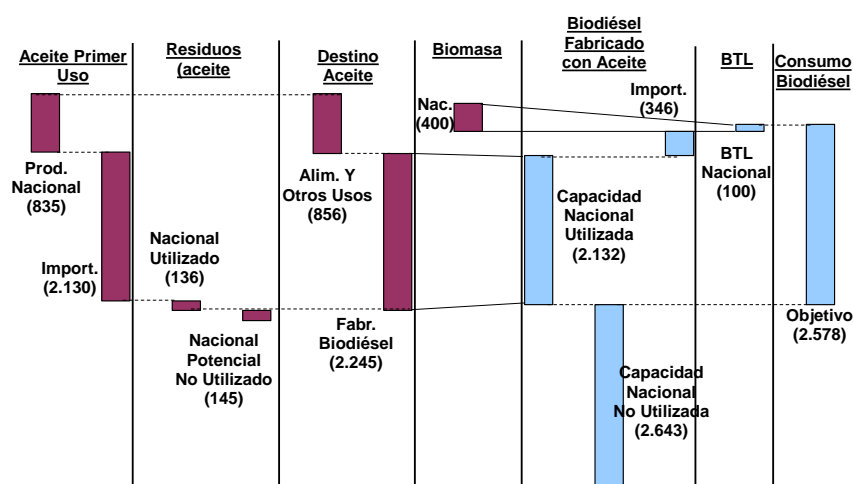 Aceite Primer
Uso
Residuos
(aceite
Destino
Aceite
Biomasa
Biodiésel
Fabricado
con Aceite
BTL
Consumo
Biodiésel
Prod.
Nacional
(835)
Import.
(2.130)
Nacional
Utilizado
(136)
Nacional
Potencial
No Utilizado
(145)
Alim. Y
Otros Usos
(856)
Fabr.
Biodiésel
(2.245)
Nac.
(400)
Import.
(346)
Capacidad
Nacional
Utilizada
(2.132)
Capacidad
Nacional
No Utilizada
(2.643)
BTL
Nacional
(100)
Objetivo
(2.578)